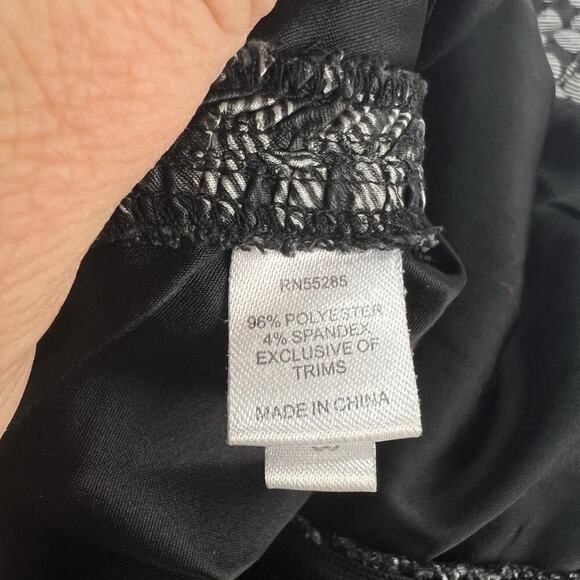 RN55285
96% POLYESTER
4% SPANDEX
EXCLUSIVE OF
TRIMS
MADE IN CHINA